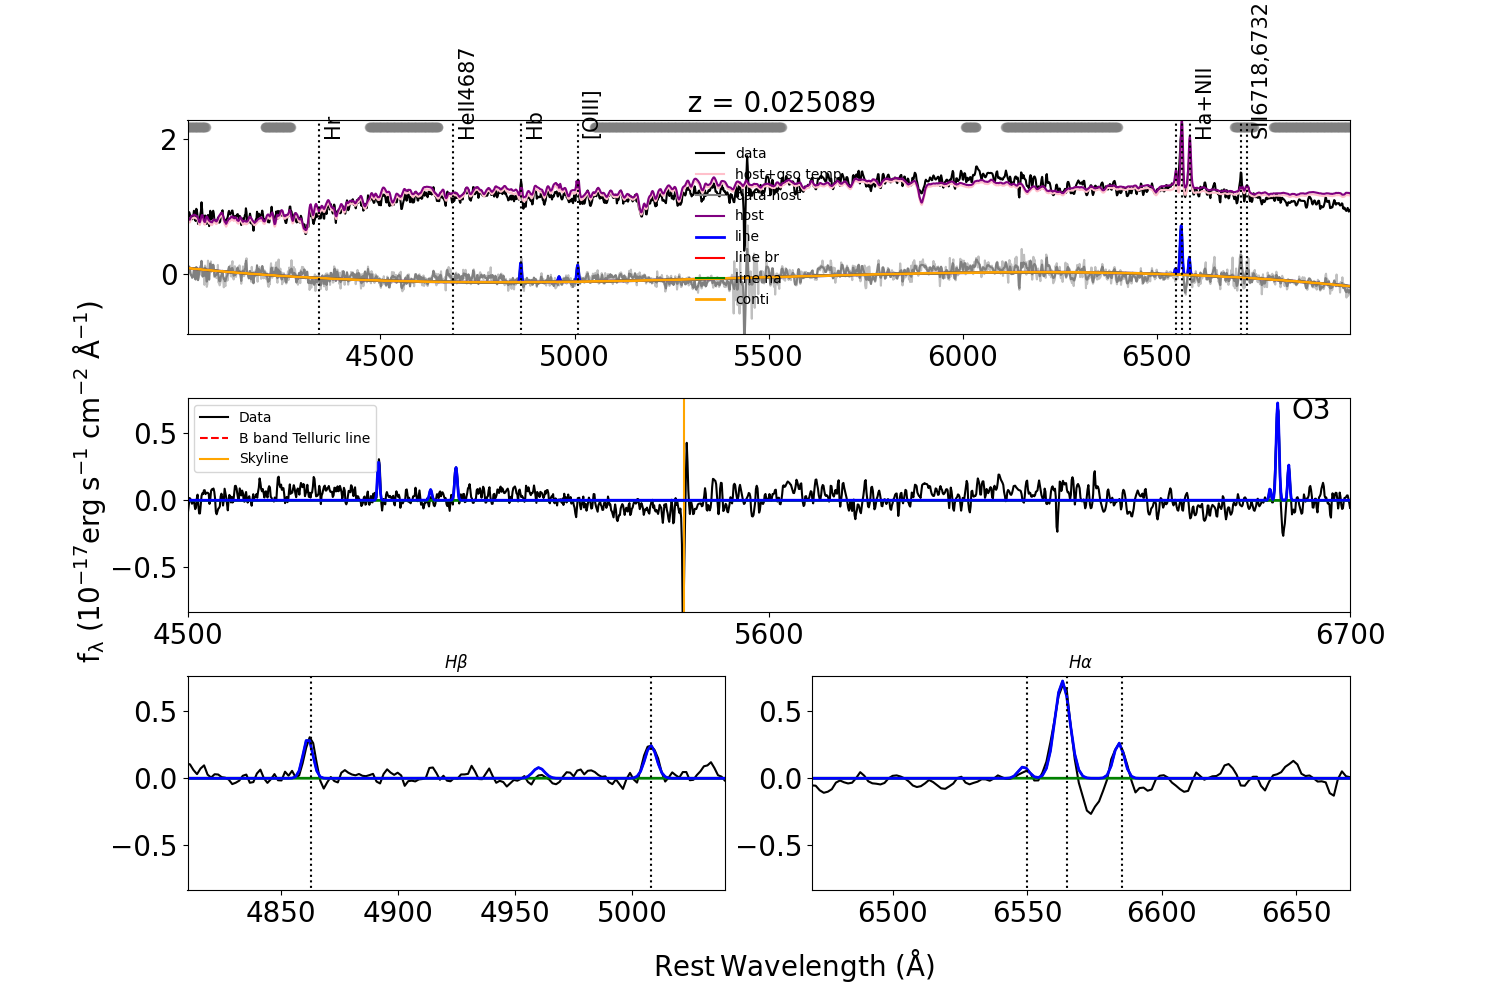 z = 0.025089
Hr
HeII4687
Hb
[OIII]
Ha+NII
SII6718,6732
data
host+qso temp
data-host
host
line
line br
line na
conti
2
0
4500 5000 5500 6000 6500
Data
B band Telluric line
Skyline
O3
0.5
0.0
−0.5
4500 5600 6700
fλ (10⁻¹⁷erg s⁻¹ cm⁻² Å⁻¹)
Hβ
0.5
0.0
−0.5
4850 4900 4950 5000
Hα
0.5
0.0
−0.5
6500 6550 6600 6650
Rest Wavelength (Å)